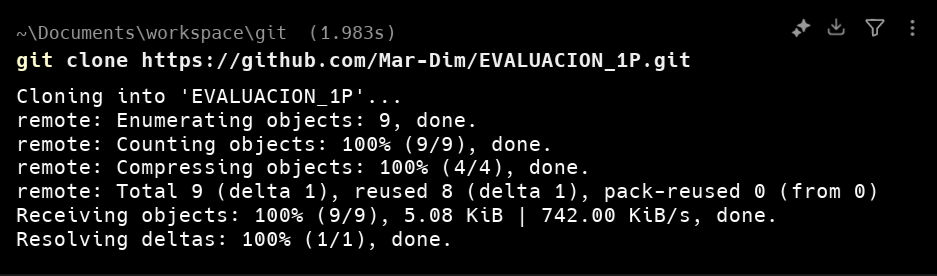 ~\Documents\workspace\git (1.983s)
git clone https://github.com/Mar-Dim/EVALUACION_1P.git
Cloning into 'EVALUACION_1P'...
remote: Enumerating objects: 9, done.
remote: Counting objects: 100% (9/9), done.
remote: Compressing objects: 100% (4/4), done.
remote: Total 9 (delta 1), reused 8 (delta 1), pack-reused 0 (from 0)
Receiving objects: 100% (9/9), 5.08 KiB | 742.00 KiB/s, done.
Resolving deltas: 100% (1/1), done.